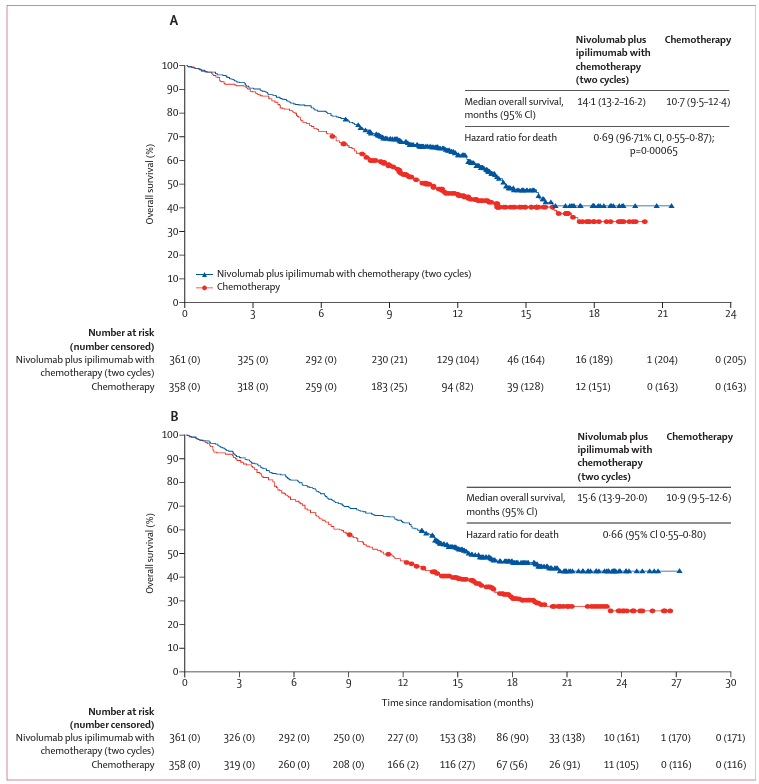 A
Nivolumab plus
ipilimumab with
chemotherapy
(two cycles)
Chemotherapy
Median overall survival,
months (95% CI)
14·1 (13·2–16·2)
10·7 (9·5–12·4)
Hazard ratio for death
0·69 (96·71% CI, 0·55–0·87);
p=0·00065
Overall survival (%)
100
90
80
70
60
50
40
30
20
10
0
Nivolumab plus ipilimumab with chemotherapy (two cycles)
Chemotherapy
0 3 6 9 12 15 18 21 24
Number at risk
(number censored)
Nivolumab plus ipilimumab with
chemotherapy (two cycles)
361 (0) 325 (0) 292 (0) 230 (21) 129 (104) 46 (164) 16 (189) 1 (204) 0 (205)
Chemotherapy 358 (0) 318 (0) 259 (0) 183 (25) 94 (82) 39 (128) 12 (151) 0 (163) 0 (163)
B
Nivolumab plus
ipilimumab with
chemotherapy
(two cycles)
Chemotherapy
Median overall survival,
months (95% CI)
15·6 (13·9–20·0)
10·9 (9·5–12·6)
Hazard ratio for death
0·66 (95% CI 0·55–0·80)
Overall survival (%)
100
90
80
70
60
50
40
30
20
10
0
0 3 6 9 12 15 18 21 24 27 30
Time since randomisation (months)
Number at risk
(number censored)
Nivolumab plus ipilimumab with
chemotherapy (two cycles)
361 (0) 326 (0) 292 (0) 250 (0) 227 (0) 153 (38) 86 (90) 33 (138) 10 (161) 1 (170) 0 (171)
Chemotherapy 358 (0) 319 (0) 260 (0) 208 (0) 166 (2) 116 (27) 67 (56) 26 (91) 11 (105) 0 (116) 0 (116)